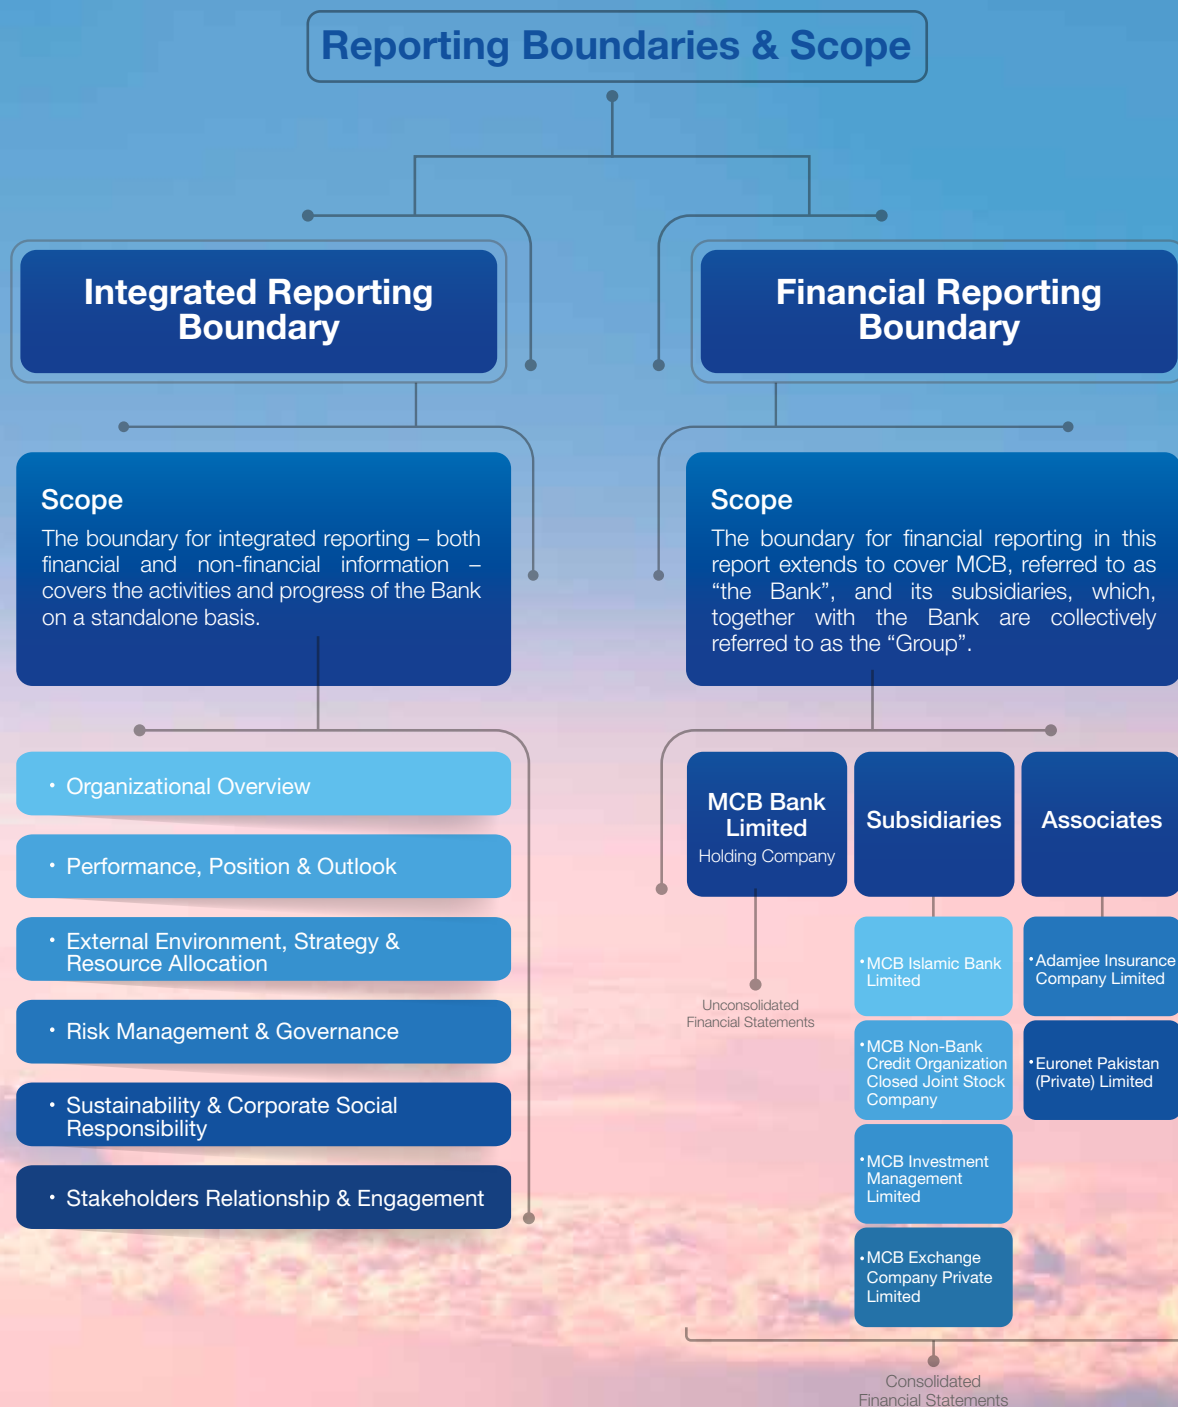 Reporting Boundaries & Scope
Integrated Reporting
Boundary
Scope
The boundary for integrated reporting – both
financial and non-financial information –
covers the activities and progress of the Bank
on a standalone basis.
• Organizational Overview
• Performance, Position & Outlook
• External Environment, Strategy &
Resource Allocation
• Risk Management & Governance
• Sustainability & Corporate Social
Responsibility
• Stakeholders Relationship & Engagement
Financial Reporting
Boundary
Scope
The boundary for financial reporting in this
report extends to cover MCB, referred to as
“the Bank”, and its subsidiaries, which,
together with the Bank are collectively
referred to as the “Group”.
MCB Bank
Limited
Holding Company
Unconsolidated
Financial Statements
Subsidiaries
• MCB Islamic Bank
Limited
• MCB Non-Bank
Credit Organization
Closed Joint Stock
Company
• MCB Investment
Management
Limited
• MCB Exchange
Company Private
Limited
Associates
• Adamjee Insurance
Company Limited
• Euronet Pakistan
(Private) Limited
Consolidated
Financial Statements